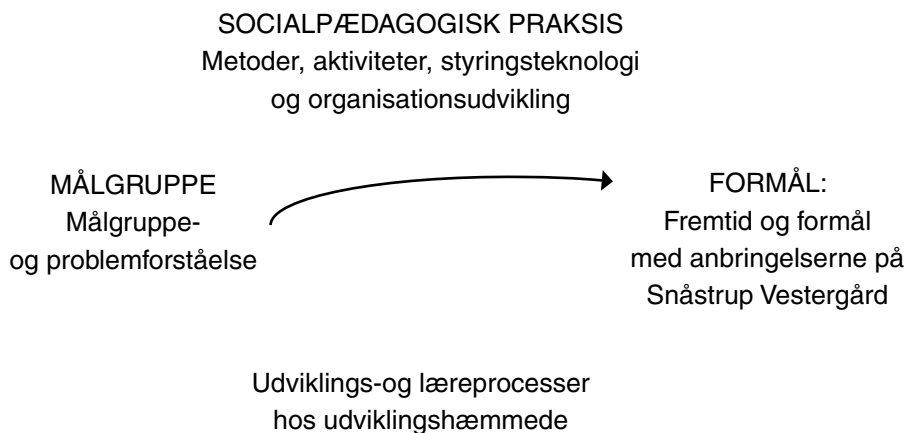 SOCIALPÆDAGOGISK PRAKSIS
Metoder, aktiviteter, styringsteknologi
og organisationsudvikling
MÅLGRUPPE
Målgruppe-
og problemforståelse
FORMÅL:
Fremtid og formål
med anbringelserne på
Snåstrup Vestergård
Udviklings-og læreprocesser
hos udviklingshæmmede